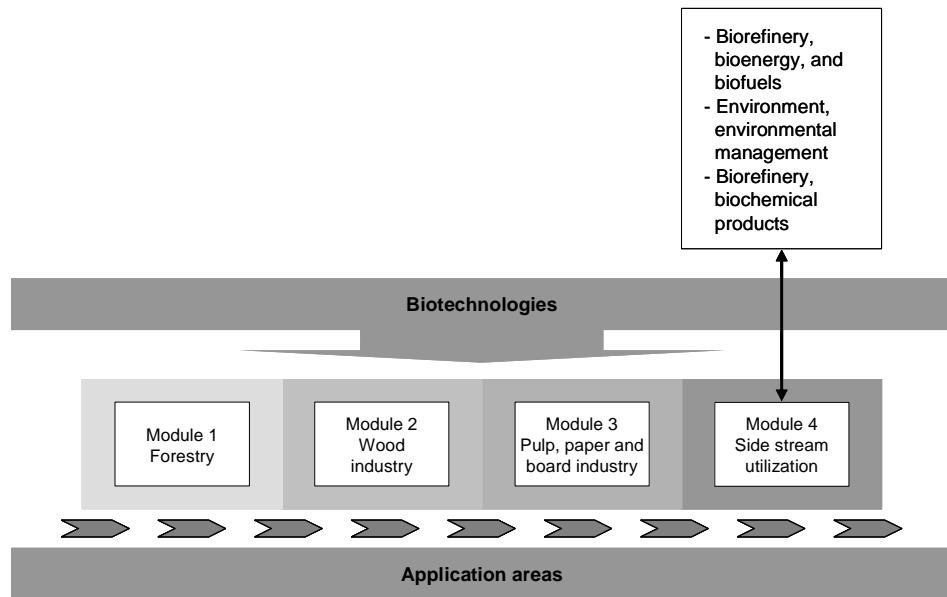 - Biorefinery,
bioenergy, and
biofuels
- Environment,
environmental
management
- Biorefinery,
biochemical
products
Biotechnologies
Module 1
Forestry
Module 2
Wood
industry
Module 3
Pulp, paper and
board industry
Module 4
Side stream
utilization
Application areas